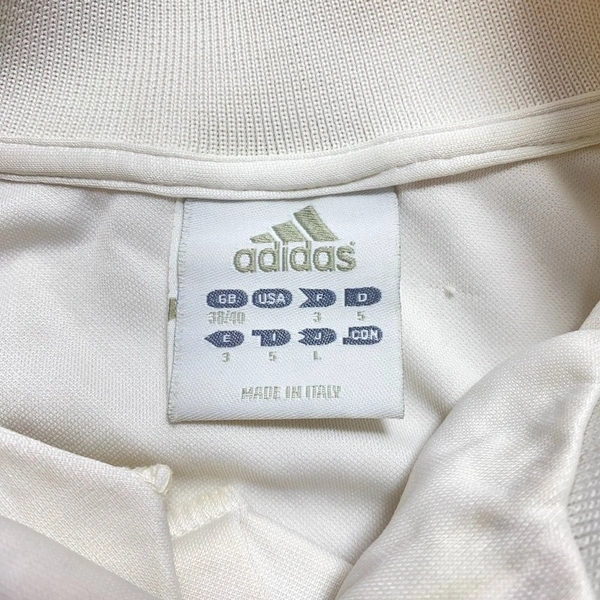 adidas
GB USA F D
38/40 3 5
E I J CDN
3 5 L
MADE IN ITALY